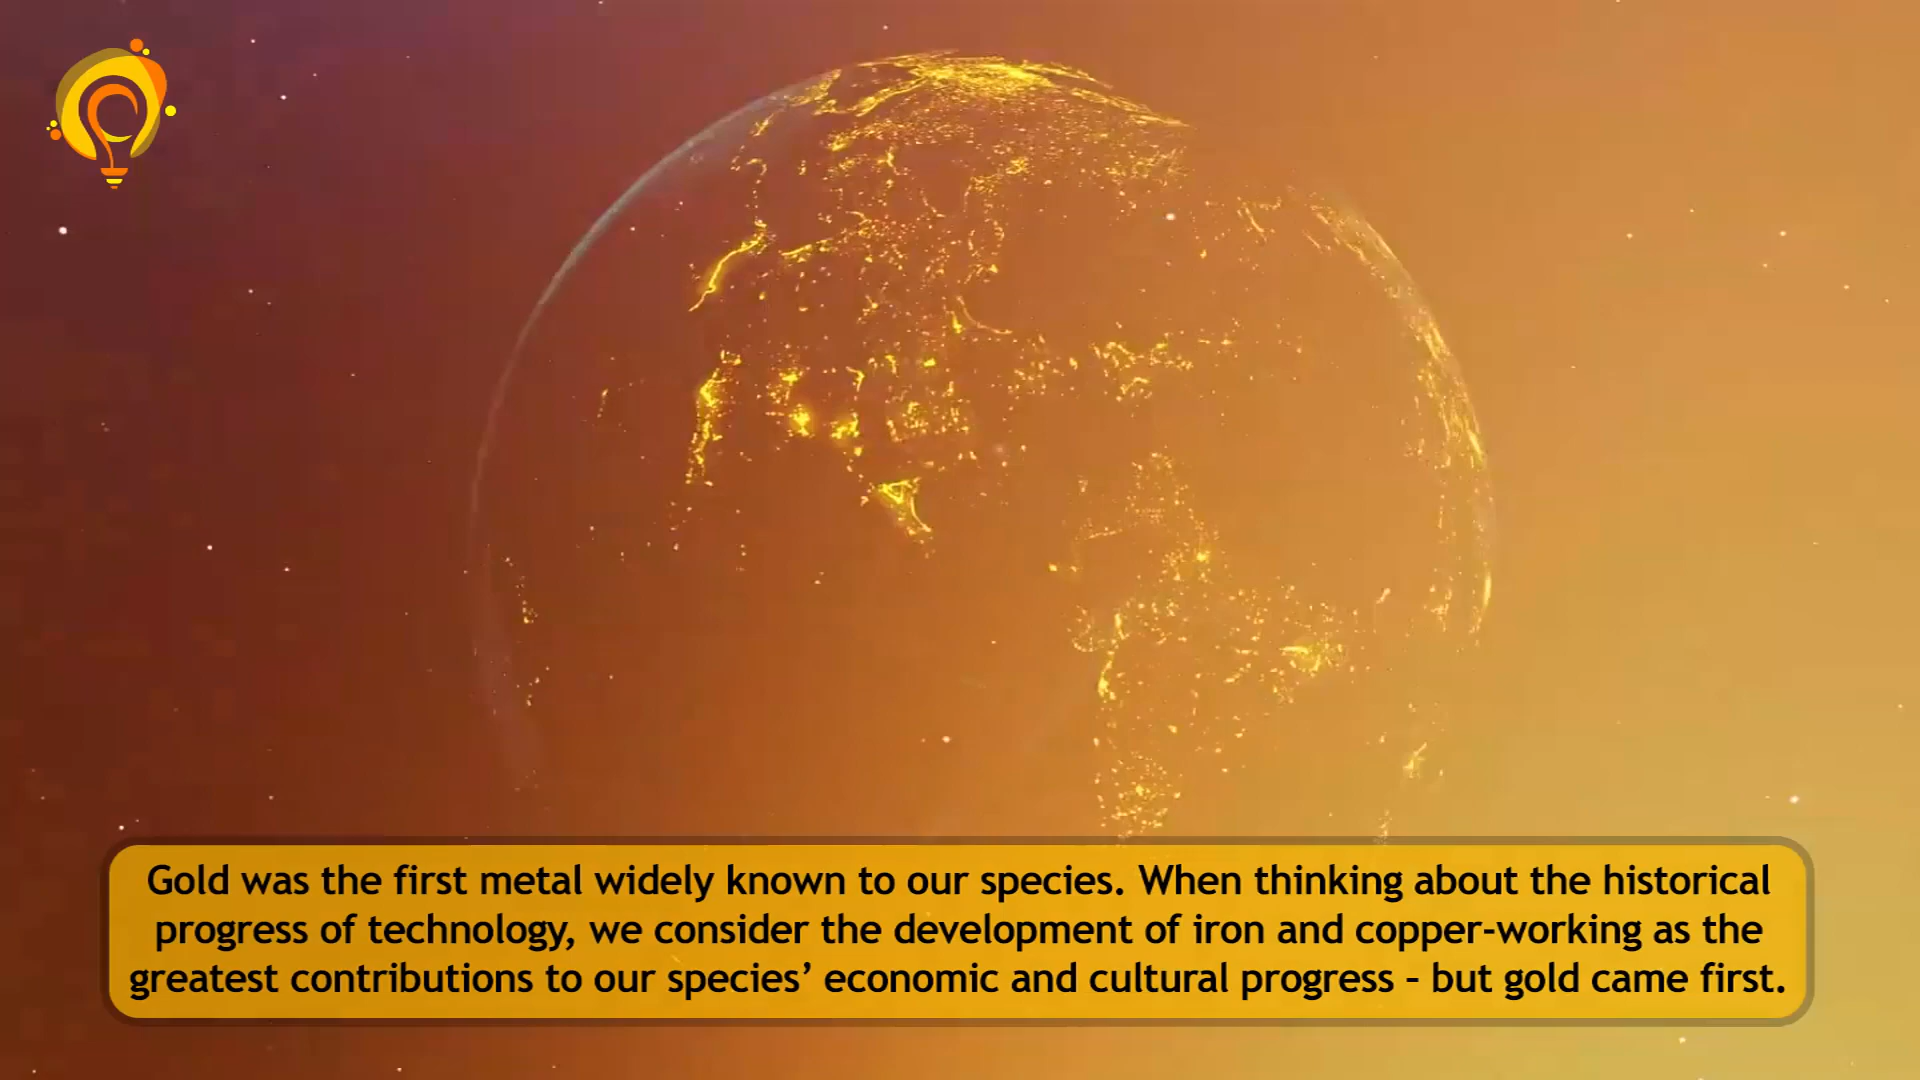 Gold was the first metal widely known to our species. When thinking about the historical
progress of technology, we consider the development of iron and copper-working as the
greatest contributions to our species’ economic and cultural progress – but gold came first.